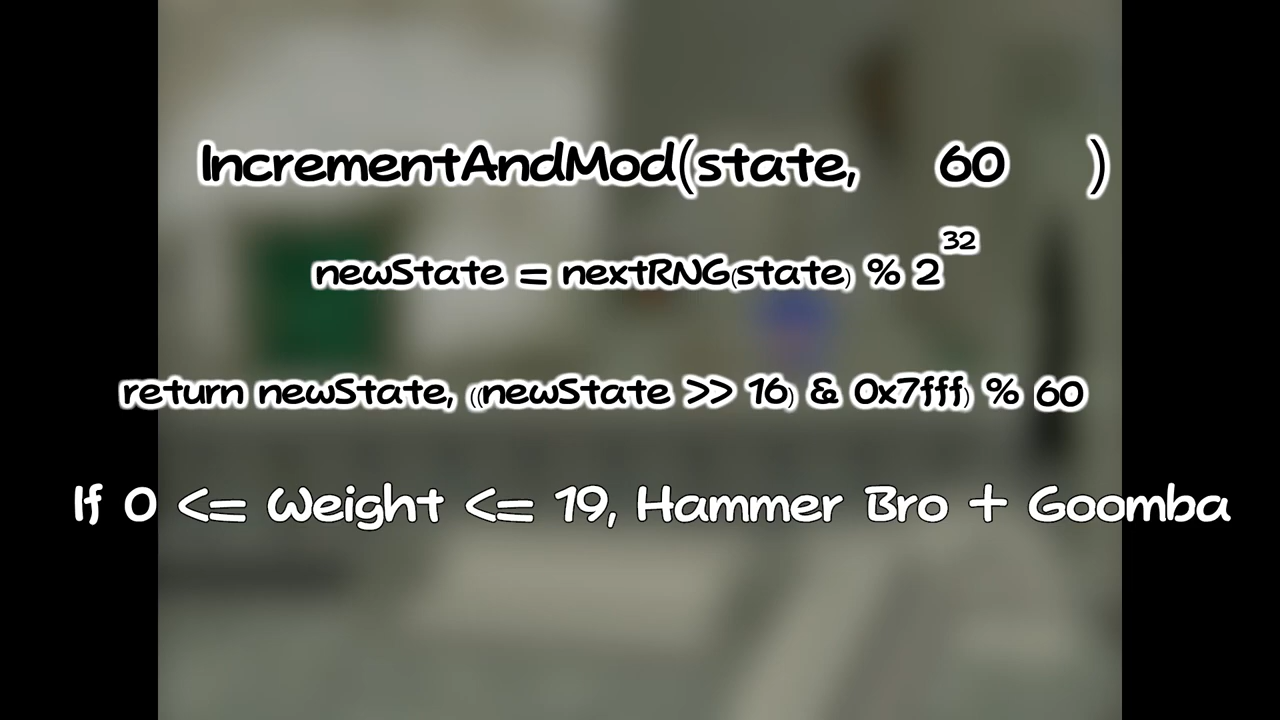 IncrementAndMod(state, 60 )
newState = nextRNG(state) % 2^32
return newState, ((newState >> 16) & 0x7fff) % 60
If 0 <= Weight <= 19, Hammer Bro + Goomba